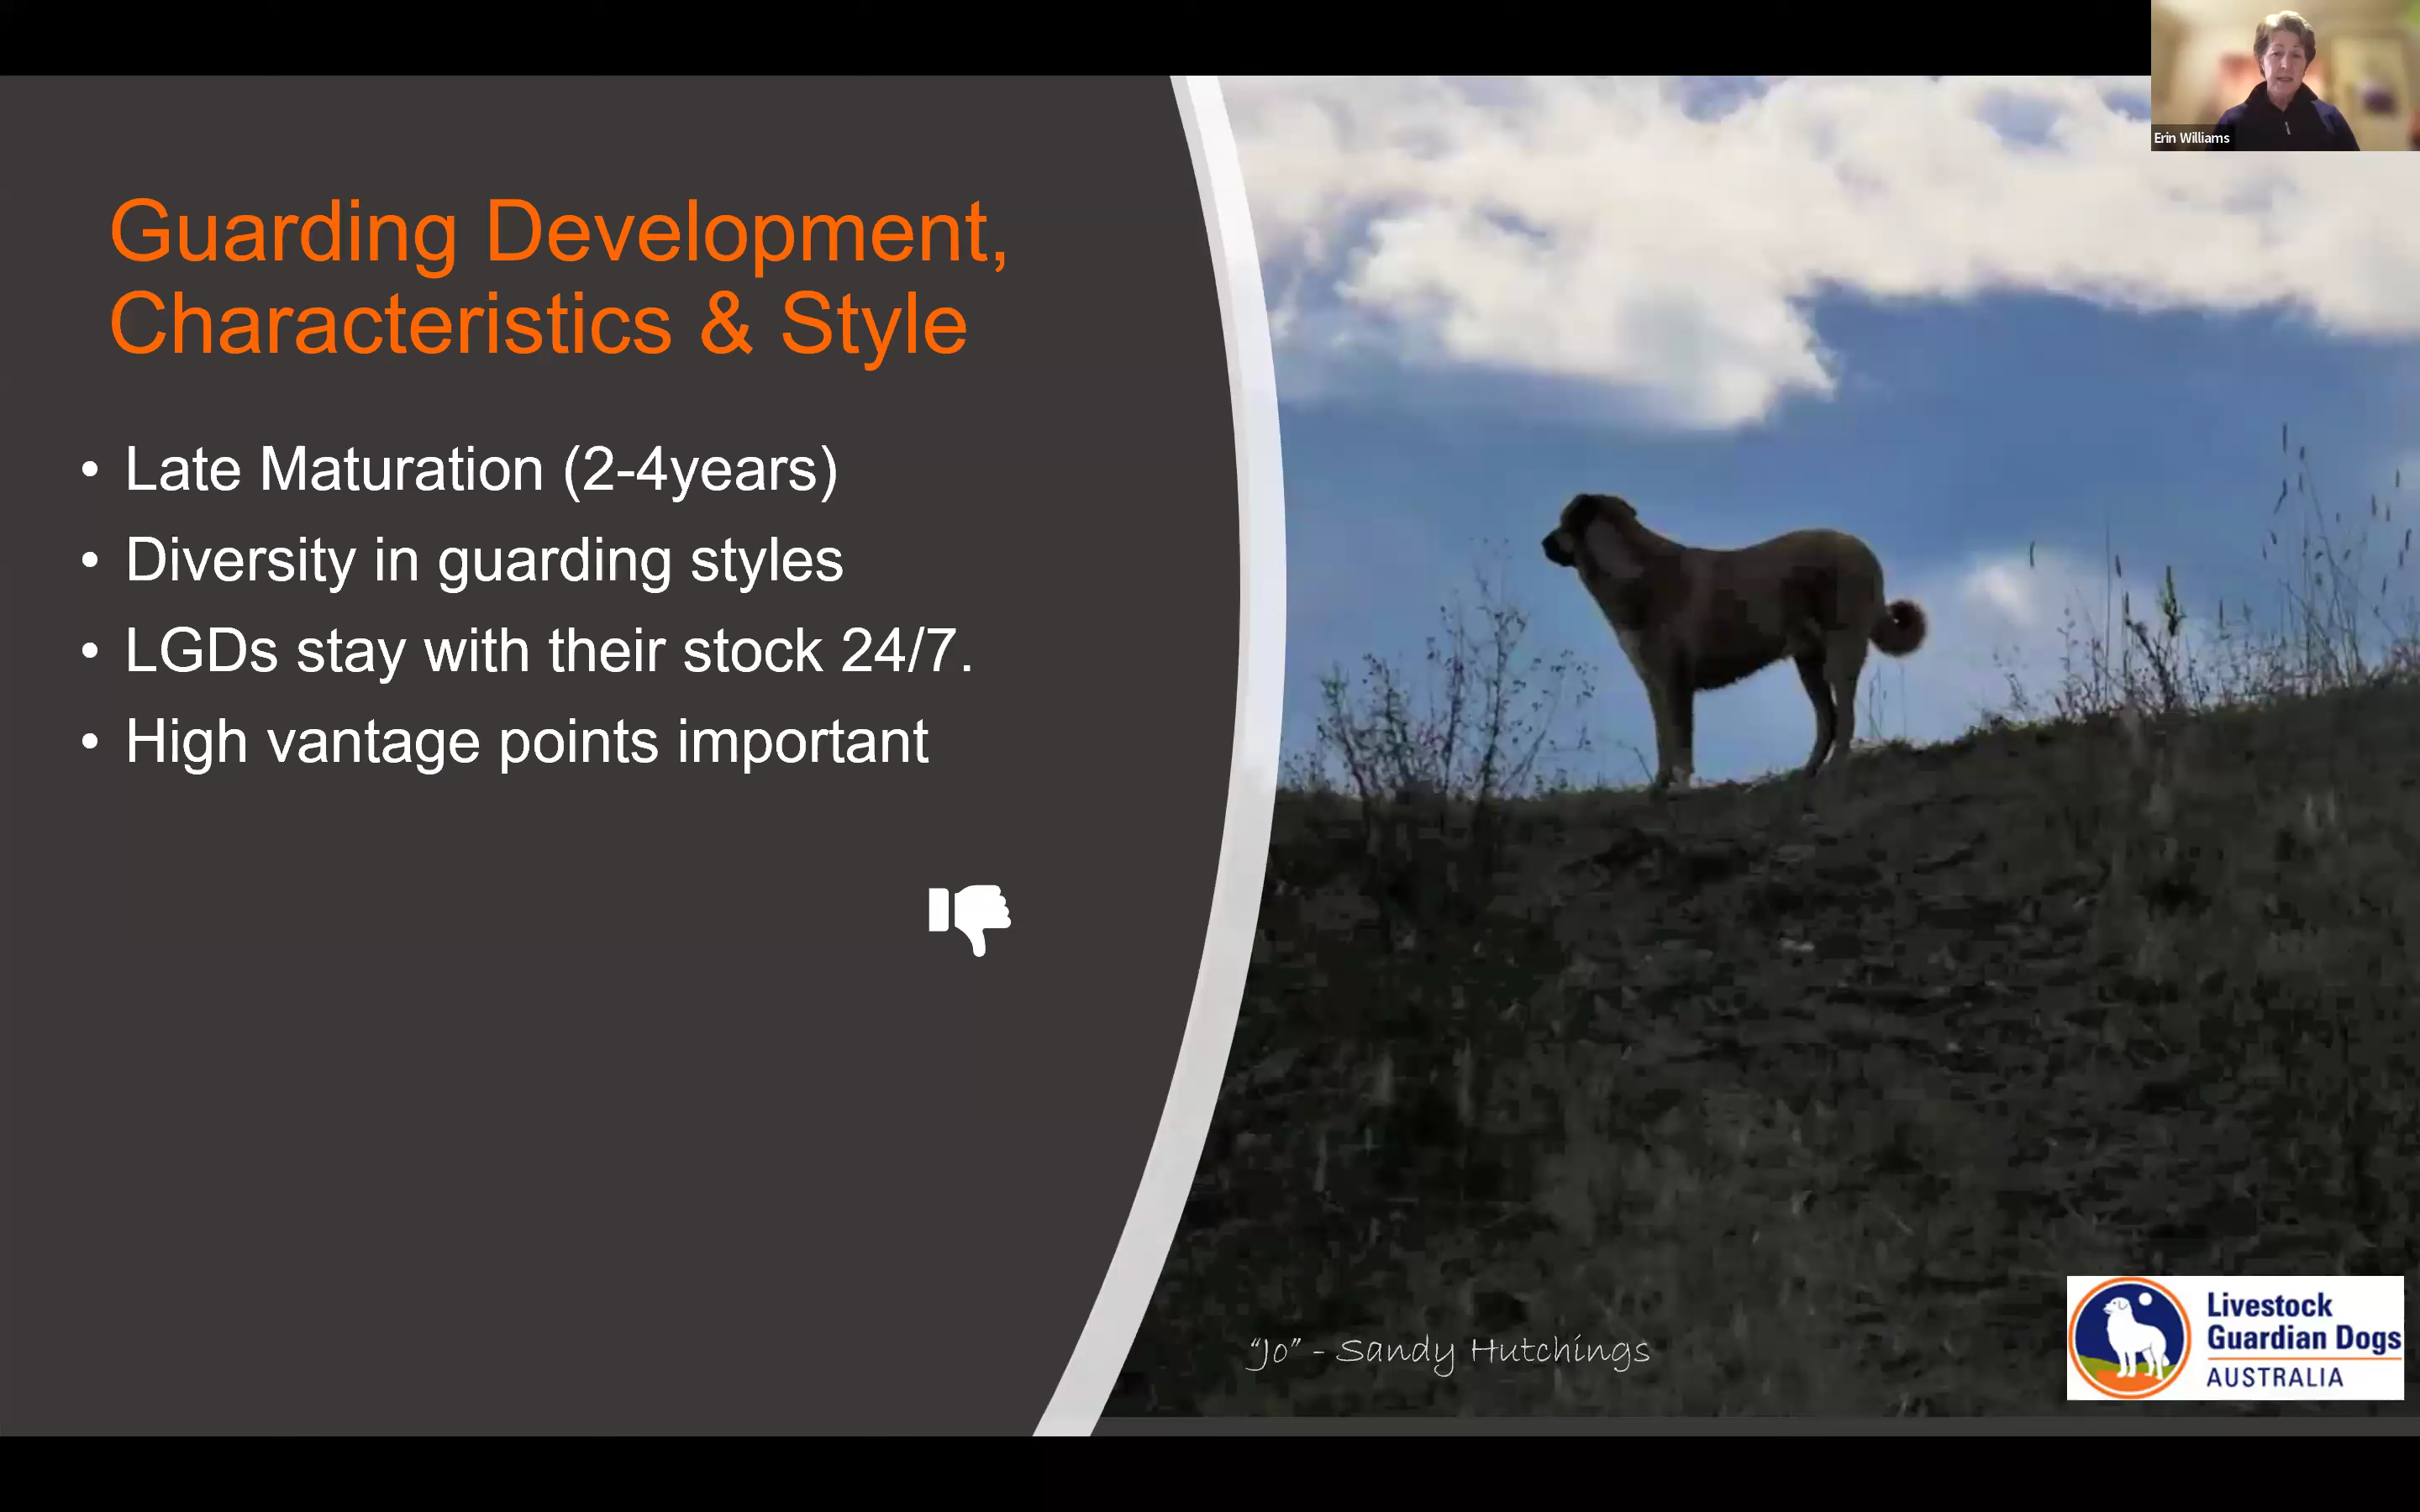 Erin Williams
Guarding Development,
Characteristics & Style
• Late Maturation (2-4years)
• Diversity in guarding styles
• LGDs stay with their stock 24/7.
• High vantage points important
"Jo" - Sandy Hutchings
Livestock
Guardian Dogs
AUSTRALIA